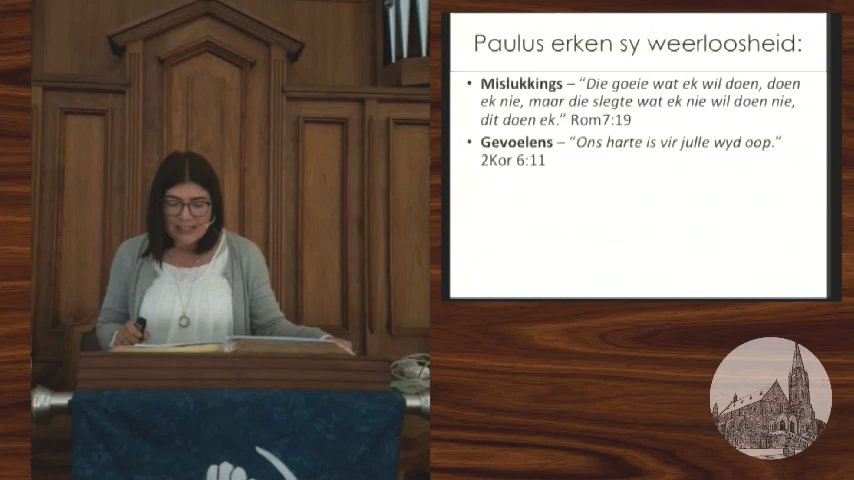 Paulus erken sy weerloosheid:
• Mislukkings – “Die goeie wat ek wil doen, doen
ek nie, maar die slegte wat ek nie wil doen nie,
dit doen ek.” Rom7:19
• Gevoelens – “Ons harte is vir julle wyd oop.”
2Kor 6:11